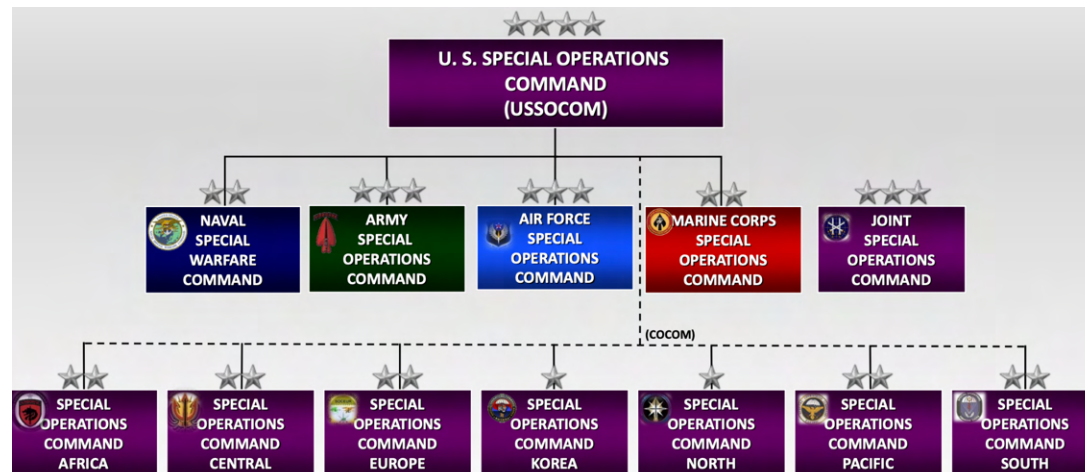 U. S. SPECIAL OPERATIONS
COMMAND
(USSOCOM)
NAVAL
SPECIAL
WARFARE
COMMAND
ARMY
SPECIAL
OPERATIONS
COMMAND
AIR FORCE
SPECIAL
OPERATIONS
COMMAND
MARINE CORPS
SPECIAL
OPERATIONS
COMMAND
JOINT
SPECIAL
OPERATIONS
COMMAND
(COCOM)
SPECIAL
OPERATIONS
COMMAND
AFRICA
SPECIAL
OPERATIONS
COMMAND
CENTRAL
SPECIAL
OPERATIONS
COMMAND
EUROPE
SPECIAL
OPERATIONS
COMMAND
KOREA
SPECIAL
OPERATIONS
COMMAND
NORTH
SPECIAL
OPERATIONS
COMMAND
PACIFIC
SPECIAL
OPERATIONS
COMMAND
SOUTH